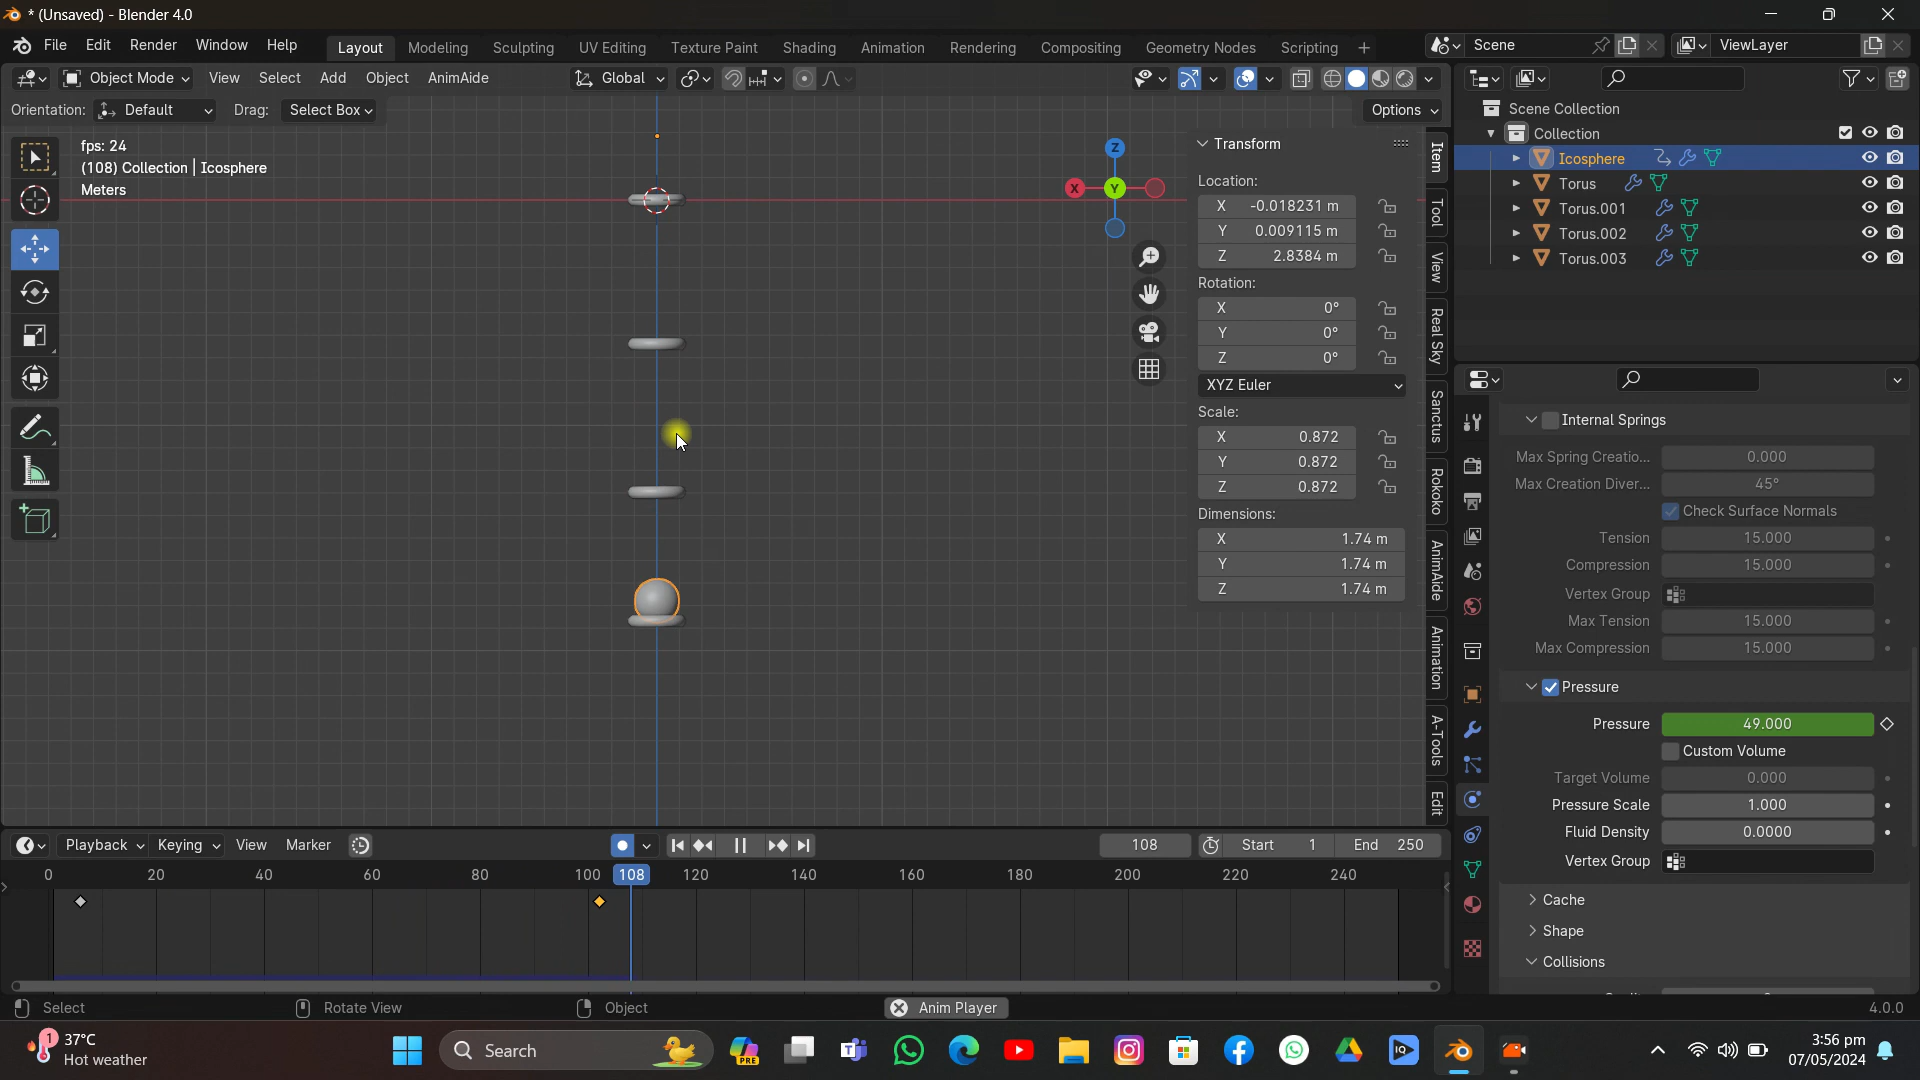 * (Unsaved) - Blender 4.0
File Edit Render Window Help
Layout Modeling Sculpting UV Editing Texture Paint Shading Animation Rendering Compositing Geometry Nodes Scripting
Scene
ViewLayer
Object Mode View Select Add Object AnimAide
Global
Orientation: Default Drag: Select Box
Options
fps: 24
(108) Collection | Icosphere
Meters
Z
X
Y
Transform
Location:
X -0.018231 m
Y 0.009115 m
Z 2.8384 m
Rotation:
X 0°
Y 0°
Z 0°
XYZ Euler
Scale:
X 0.872
Y 0.872
Z 0.872
Dimensions:
X 1.74 m
Y 1.74 m
Z 1.74 m
Item
Tool
View
Real Sky
Sanctus
Rokoko
AnimAide
Animation
A-Tools
Edit
Scene Collection
Collection
Icosphere
Torus
Torus.001
Torus.002
Torus.003
Internal Springs
Max Spring Creatio... 0.000
Max Creation Diver... 45°
Check Surface Normals
Tension 15.000
Compression 15.000
Vertex Group
Max Tension 15.000
Max Compression 15.000
Pressure
Pressure 49.000
Custom Volume
Target Volume 0.000
Pressure Scale 1.000
Fluid Density 0.0000
Vertex Group
Cache
Shape
Collisions
Playback Keying View Marker
108 Start 1 End 250
0 20 40 60 80 100 108 120 140 160 180 200 220 240
Select Rotate View Object Anim Player 4.0.0
1
37°C
Hot weather
Search
PRE
IQ
3:56 pm
07/05/2024